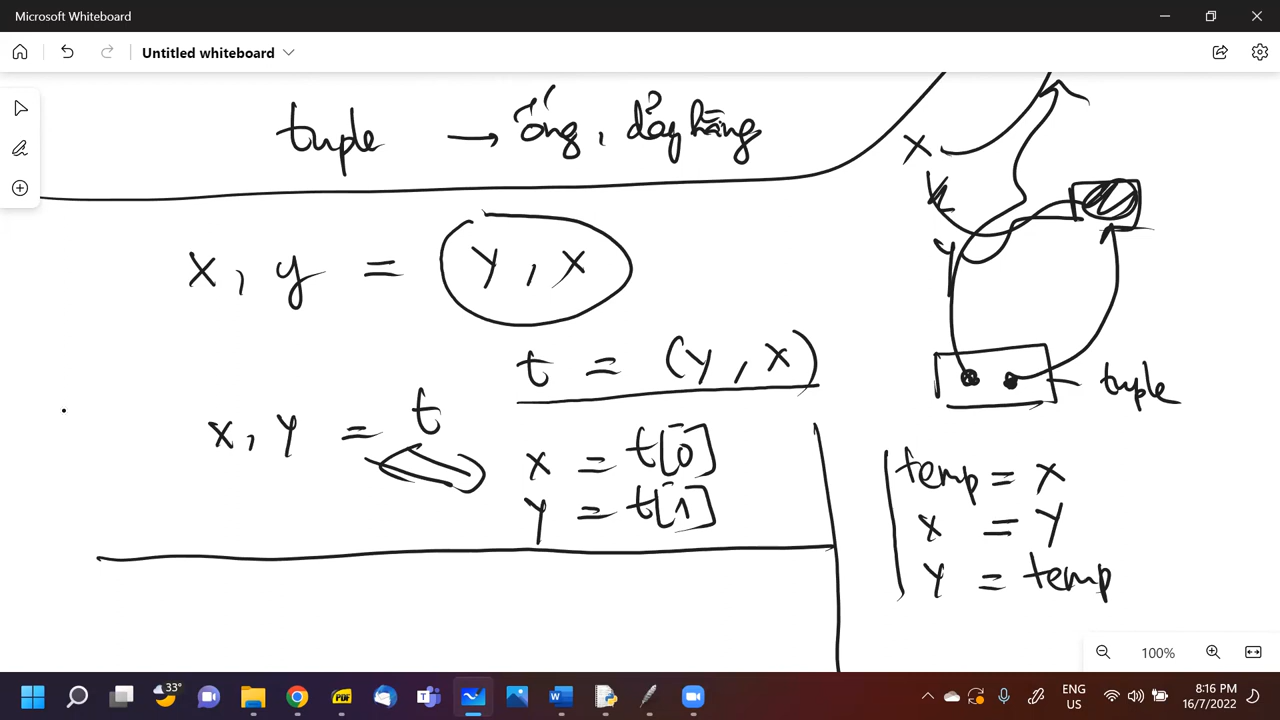 Microsoft Whiteboard
Untitled whiteboard
tuple → ống, dẩy hằng
x, y = y, x
t = (y, x)
x, y = t
x = t[0]
y = t[1]
X
Y
tuple
temp = x
x = y
y = temp
100%
33°
ENG
US
8:16 PM
16/7/2022